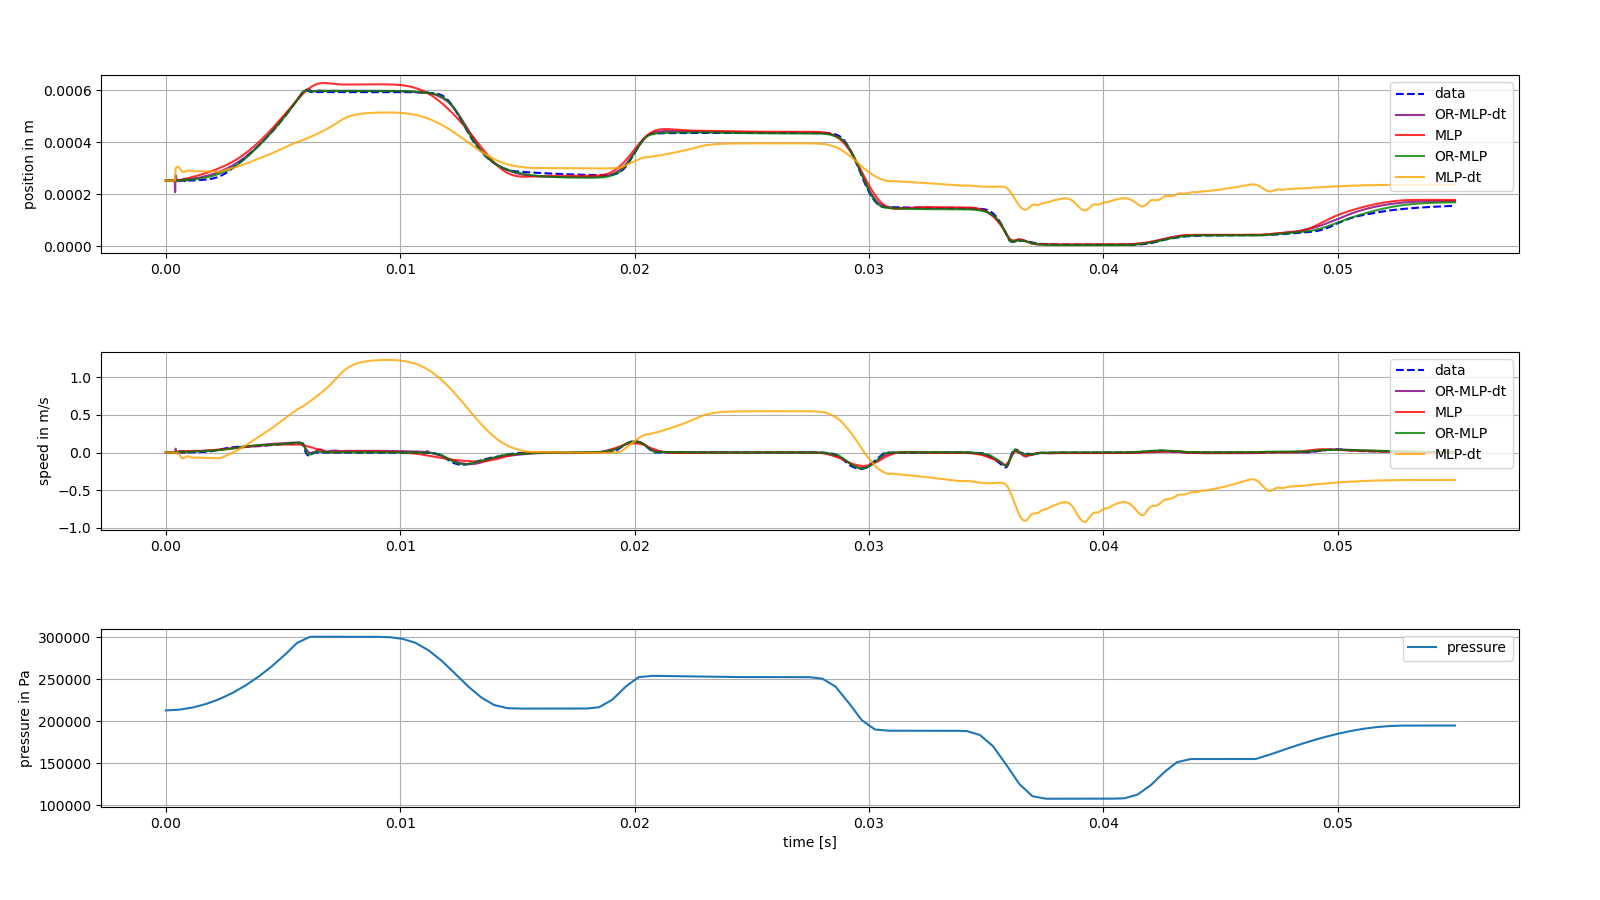 position in m
0.0006
0.0004
0.0002
0.0000
0.00 0.01 0.02 0.03 0.04 0.05
data
OR-MLP-dt
MLP
OR-MLP
MLP-dt
speed in m/s
1.0
0.5
0.0
−0.5
−1.0
0.00 0.01 0.02 0.03 0.04 0.05
data
OR-MLP-dt
MLP
OR-MLP
MLP-dt
pressure in Pa
300000
250000
200000
150000
100000
0.00 0.01 0.02 0.03 0.04 0.05
pressure
time [s]